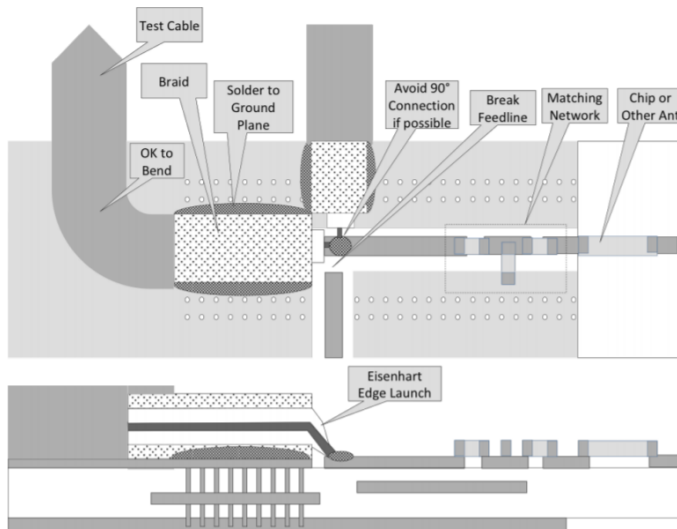 Test Cable
Braid
Solder to
Ground
Plane
Avoid 90°
Connection
if possible
Break
Feedline
Matching
Network
Chip or
Other Ant
OK to
Bend
Eisenhart
Edge Launch